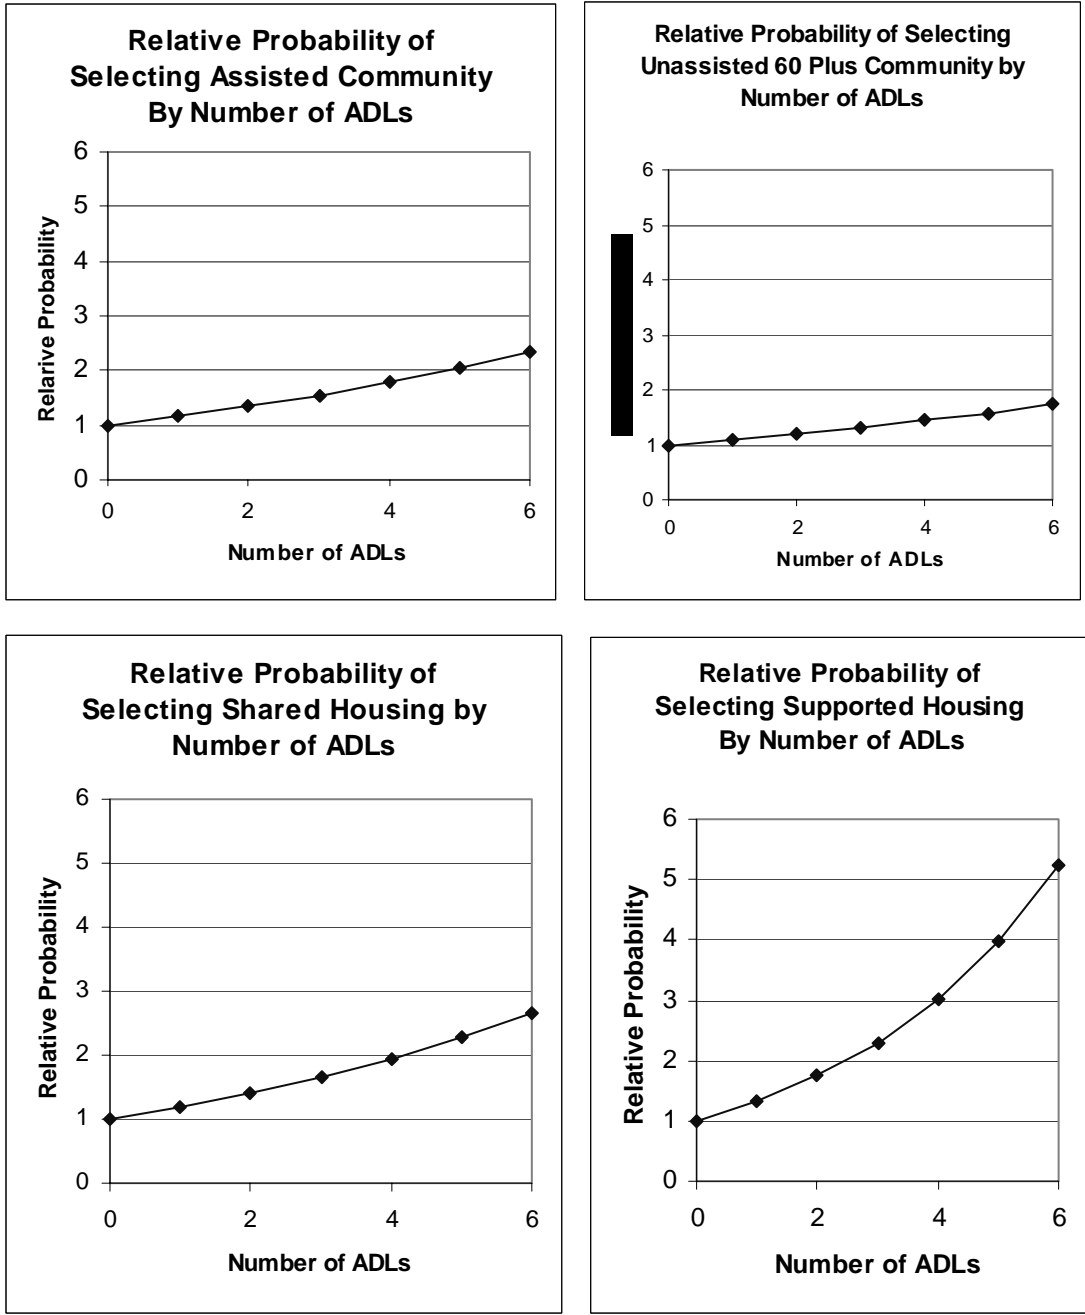 Relative Probability of
Selecting Assisted Community
By Number of ADLs
6
5
4
3
2
1
0
Relarive Probability
0 2 4 6
Number of ADLs
Relative Probability of Selecting
Unassisted 60 Plus Community by
Number of ADLs
6
5
4
3
2
1
0
0 2 4 6
Number of ADLs
Relative Probability of
Selecting Shared Housing by
Number of ADLs
6
5
4
3
2
1
0
Relative Probability
0 2 4 6
Number of ADLs
Relative Probability of
Selecting Supported Housing
By Number of ADLs
6
5
4
3
2
1
0
Relative Probability
0 2 4 6
Number of ADLs